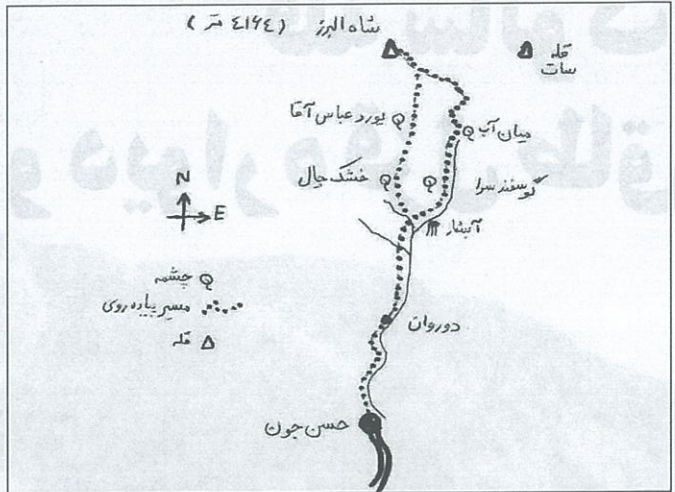 شاه البرز (٤١٦٤ متر)
قله
سات
یورد عباس آقا
میان آب
خشک چال
گوسفند سرا
آبشار
N
E
چشمه
مسیر پیاده روی
قله
دوروان
حسن جون